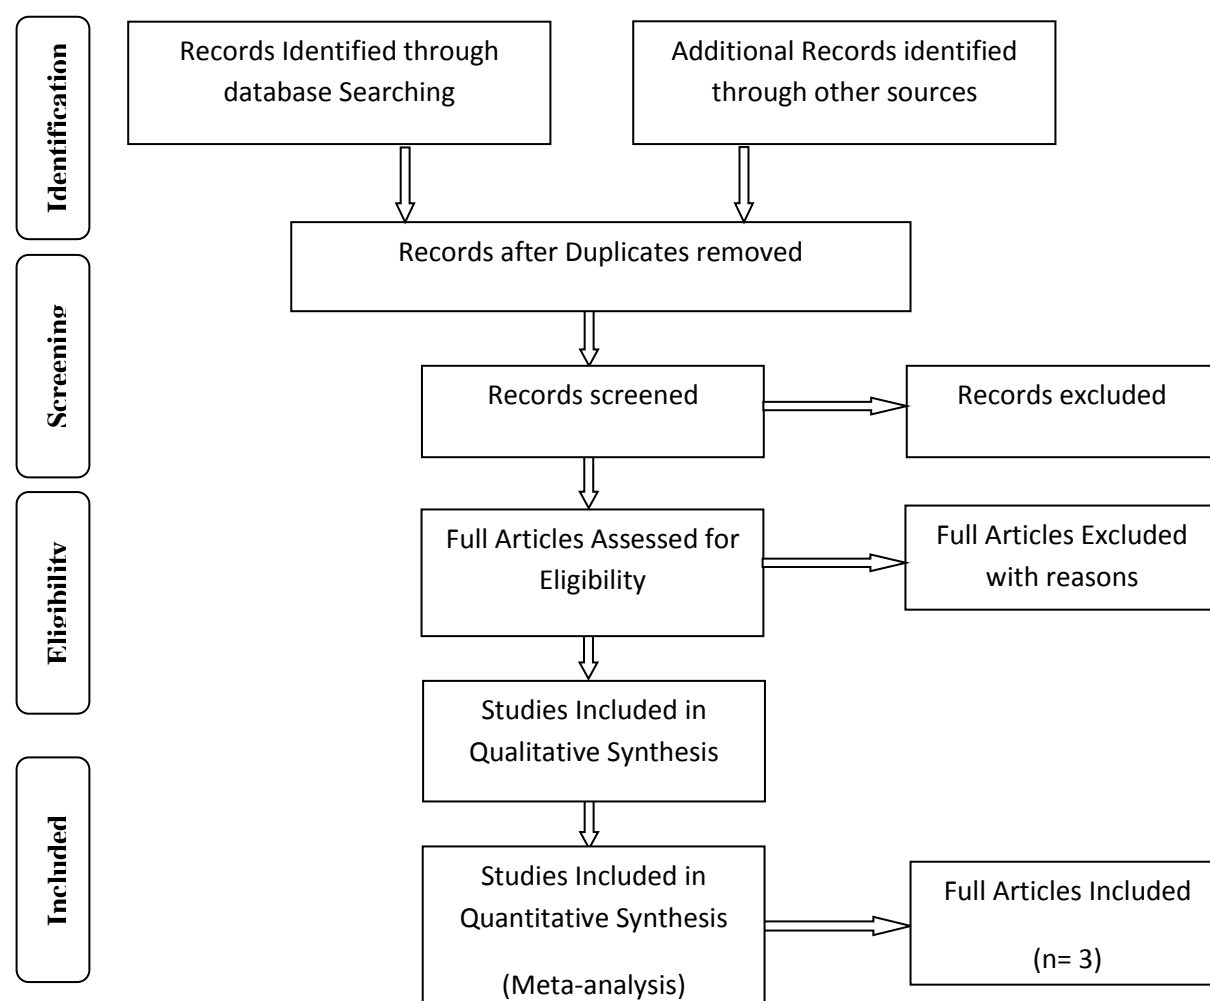 Identification
Records Identified through
database Searching
Additional Records identified
through other sources
Records after Duplicates removed
Screening
Records screened
Records excluded
Eligibility
Full Articles Assessed for
Eligibility
Full Articles Excluded
with reasons
Studies Included in
Qualitative Synthesis
Included
Studies Included in
Quantitative Synthesis
(Meta-analysis)
Full Articles Included
(n= 3)